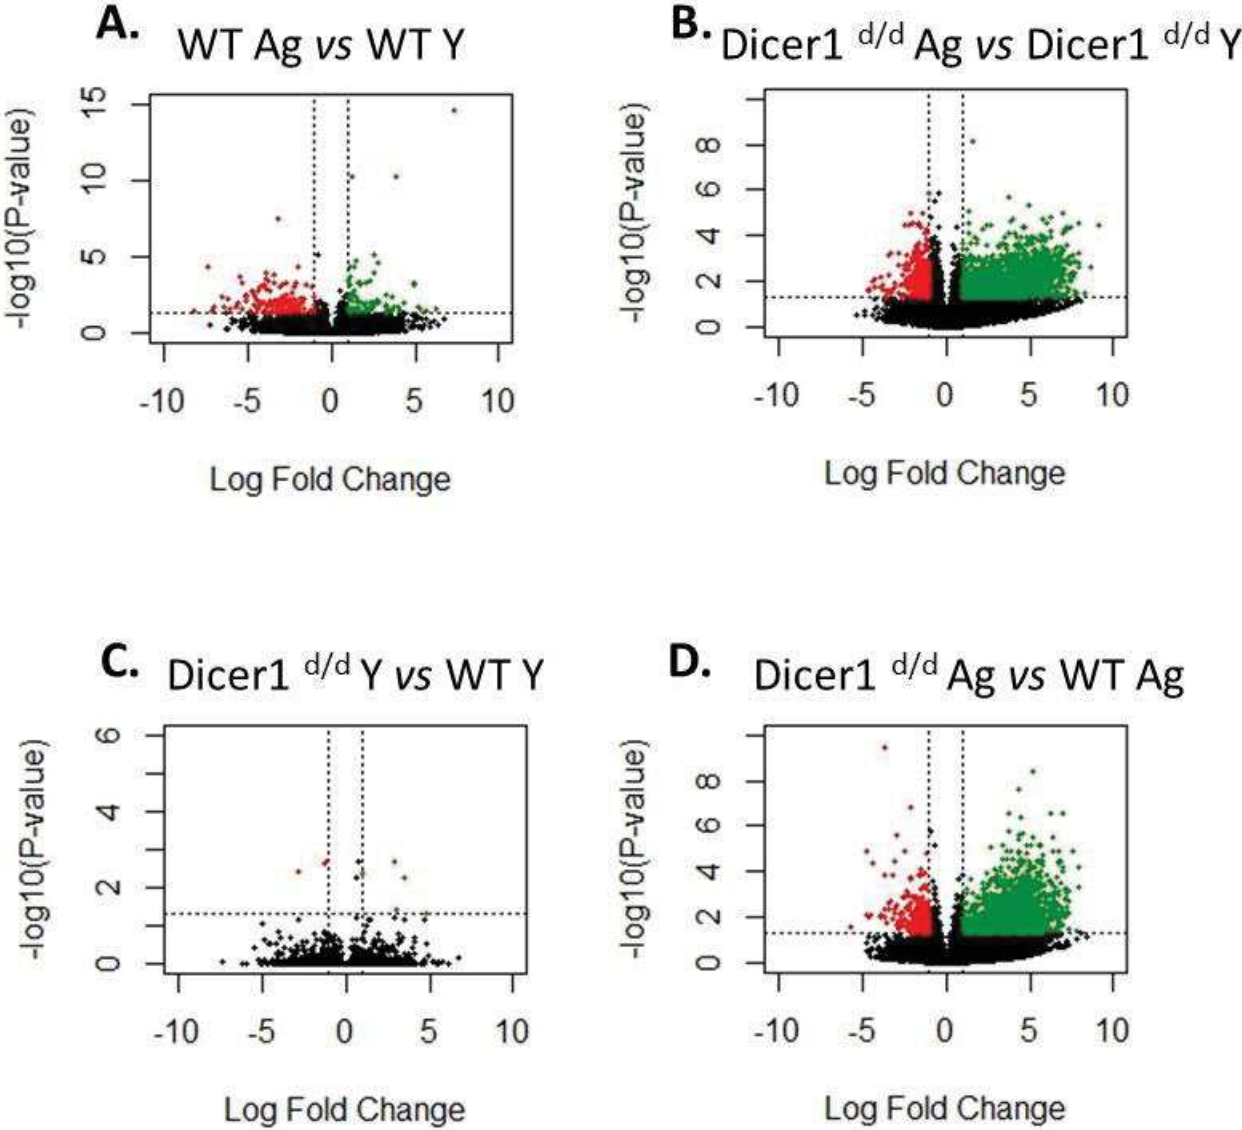 A. WT Ag vs WT Y
-log10(P-value)
15
10
5
0
-10 -5 0 5 10
Log Fold Change
B. Dicer1 d/d Ag vs Dicer1 d/d Y
-log10(P-value)
8
6
4
2
0
-10 -5 0 5 10
Log Fold Change
C. Dicer1 d/d Y vs WT Y
-log10(P-value)
6
4
2
0
-10 -5 0 5 10
Log Fold Change
D. Dicer1 d/d Ag vs WT Ag
-log10(P-value)
8
6
4
2
0
-10 -5 0 5 10
Log Fold Change